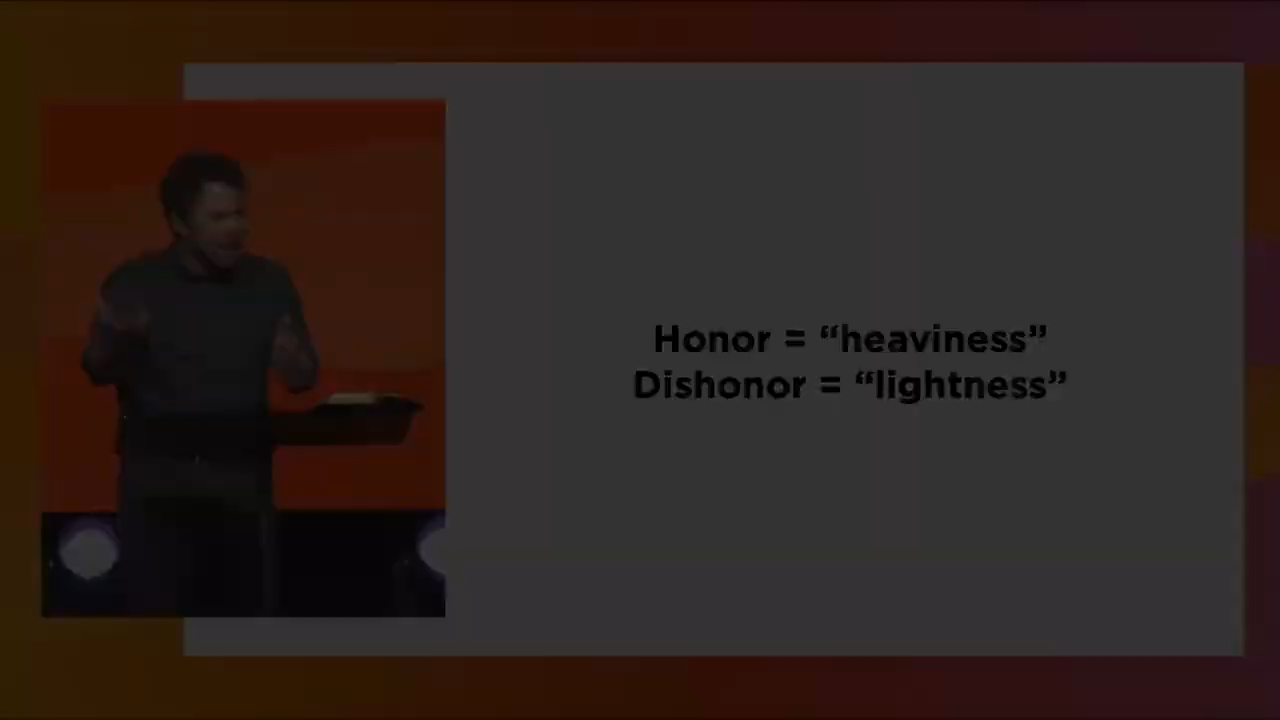 Honor = “heaviness”
Dishonor = “lightness”